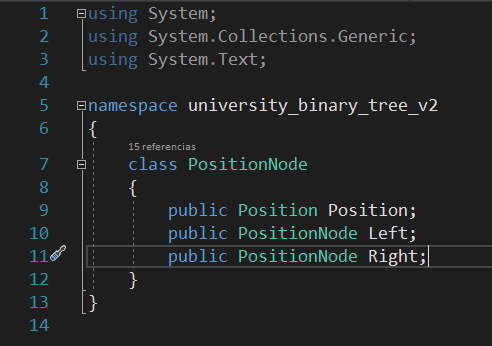 1 using System;
2 using System.Collections.Generic;
3 using System.Text;
4
5 namespace university_binary_tree_v2
6 {
15 referencias
7 class PositionNode
8 {
9 public Position Position;
10 public PositionNode Left;
11 public PositionNode Right;
12 }
13 }
14